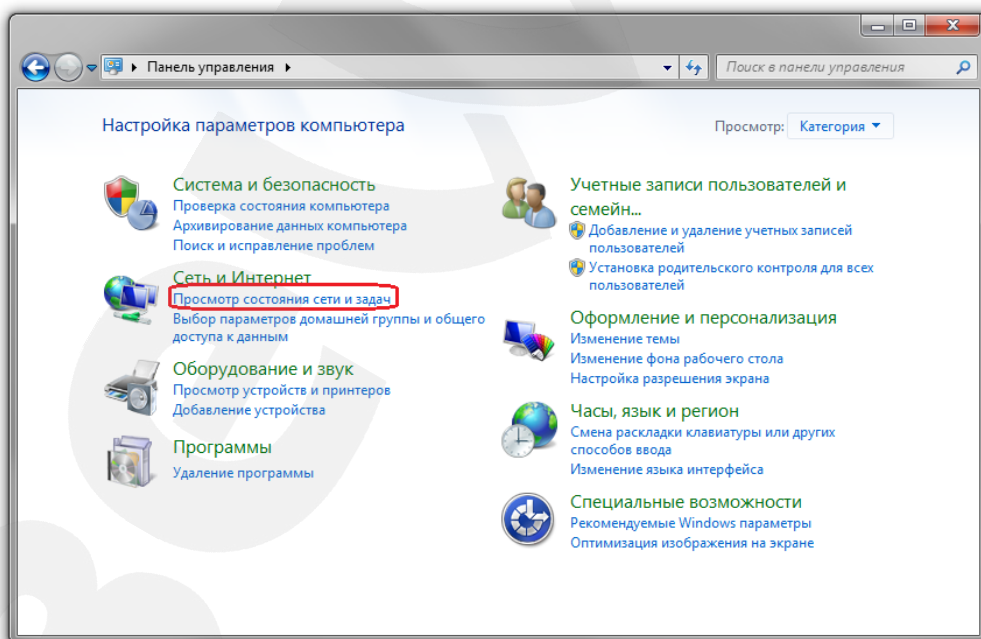 Панель управления
Поиск в панели управления
Настройка параметров компьютера
Просмотр: Категория
Система и безопасность
Проверка состояния компьютера
Архивирование данных компьютера
Поиск и исправление проблем
Сеть и Интернет
Просмотр состояния сети и задач
Выбор параметров домашней группы и общего
доступа к данным
Оборудование и звук
Просмотр устройств и принтеров
Добавление устройства
Программы
Удаление программы
Учетные записи пользователей и
семейн...
Добавление и удаление учетных записей
пользователей
Установка родительского контроля для всех
пользователей
Оформление и персонализация
Изменение темы
Изменение фона рабочего стола
Настройка разрешения экрана
Часы, язык и регион
Смена раскладки клавиатуры или других
способов ввода
Изменение языка интерфейса
Специальные возможности
Рекомендуемые Windows параметры
Оптимизация изображения на экране